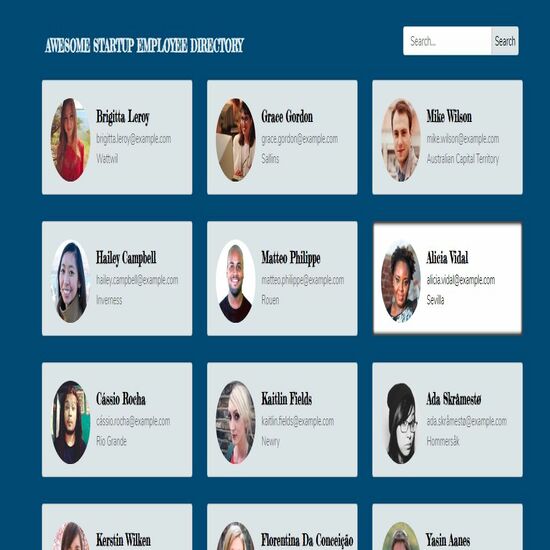 AWESOME STARTUP EMPLOYEE DIRECTORY
Search...
Search
Brigitta Leroy
brigitta.leroy@example.com
Wattwil
Grace Gordon
grace.gordon@example.com
Sallins
Mike Wilson
mike.wilson@example.com
Australian Capital Territory
Hailey Campbell
hailey.campbell@example.com
Inverness
Matteo Philippe
matteo.philippe@example.com
Rouen
Alicia Vidal
alicia.vidal@example.com
Sevilla
Cássio Rocha
cássio.rocha@example.com
Rio Grande
Kaitlin Fields
kaitlin.fields@example.com
Newry
Ada Skråmestø
ada.skråmestø@example.com
Hommersåk
Kerstin Wilken
Florentina Da Conceição
Yasin Aanes